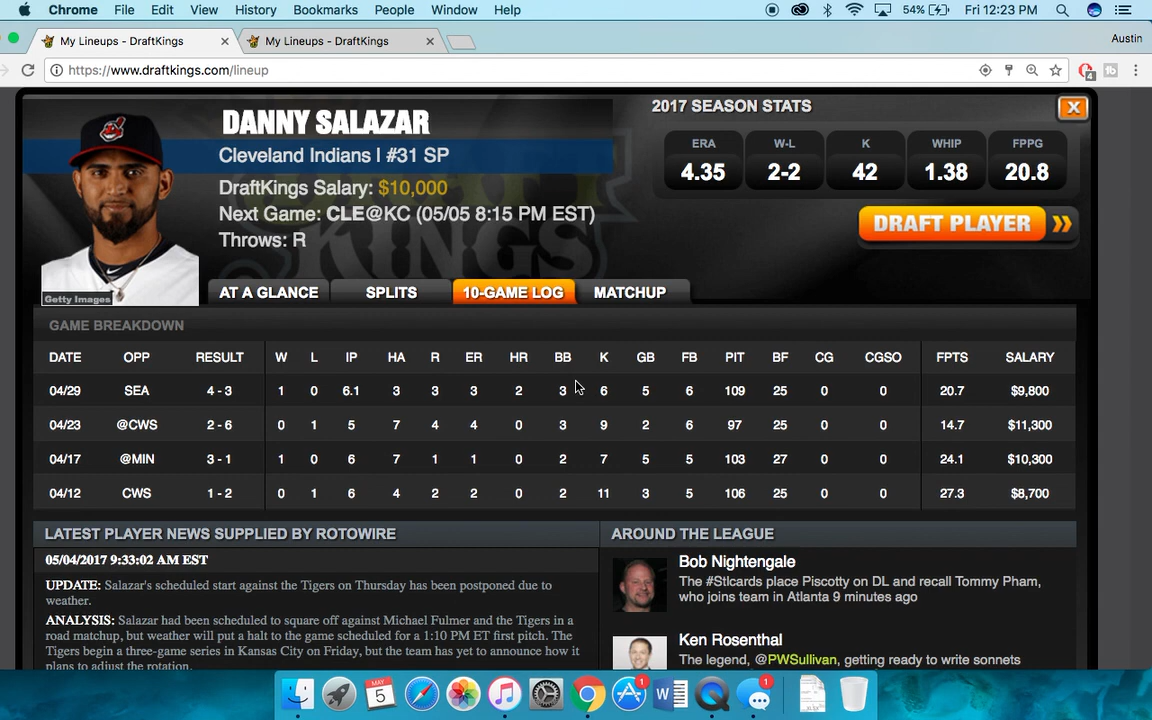 Chrome File Edit View History Bookmarks People Window Help 54% Fri 12:23 PM
My Lineups - DraftKings My Lineups - DraftKings Austin
https://www.draftkings.com/lineup 4
DANNY SALAZAR
Cleveland Indians | #31 SP
DraftKings Salary: $10,000
Next Game: CLE@KC (05/05 8:15 PM EST)
Throws: R
Getty Images
2017 SEASON STATS
ERA W-L K WHIP FPPG
4.35 2-2 42 1.38 20.8
DRAFT PLAYER
AT A GLANCE SPLITS 10-GAME LOG MATCHUP
GAME BREAKDOWN
DATE OPP RESULT W L IP HA R ER HR BB K GB FB PIT BF CG CGSO FPTS SALARY
04/29 SEA 4 - 3 1 0 6.1 3 3 3 2 3 6 5 6 109 25 0 0 20.7 $9,800
04/23 @CWS 2 - 6 0 1 5 7 4 4 0 3 9 2 6 97 25 0 0 14.7 $11,300
04/17 @MIN 3 - 1 1 0 6 7 1 1 0 2 7 5 5 103 27 0 0 24.1 $10,300
04/12 CWS 1 - 2 0 1 6 4 2 2 0 2 11 3 5 106 25 0 0 27.3 $8,700
LATEST PLAYER NEWS SUPPLIED BY ROTOWIRE
05/04/2017 9:33:02 AM EST
UPDATE: Salazar's scheduled start against the Tigers on Thursday has been postponed due to
weather.
ANALYSIS: Salazar had been scheduled to square off against Michael Fulmer and the Tigers in a
road matchup, but weather will put a halt to the game scheduled for a 1:10 PM ET first pitch. The
Tigers begin a three-game series in Kansas City on Friday, but the team has yet to announce how it
plans to adjust the rotation.
AROUND THE LEAGUE
Bob Nightengale
The #Stlcards place Piscotty on DL and recall Tommy Pham,
who joins team in Atlanta 9 minutes ago
Ken Rosenthal
The legend, @PWSullivan, getting ready to write sonnets
MAY
5
1
W
1